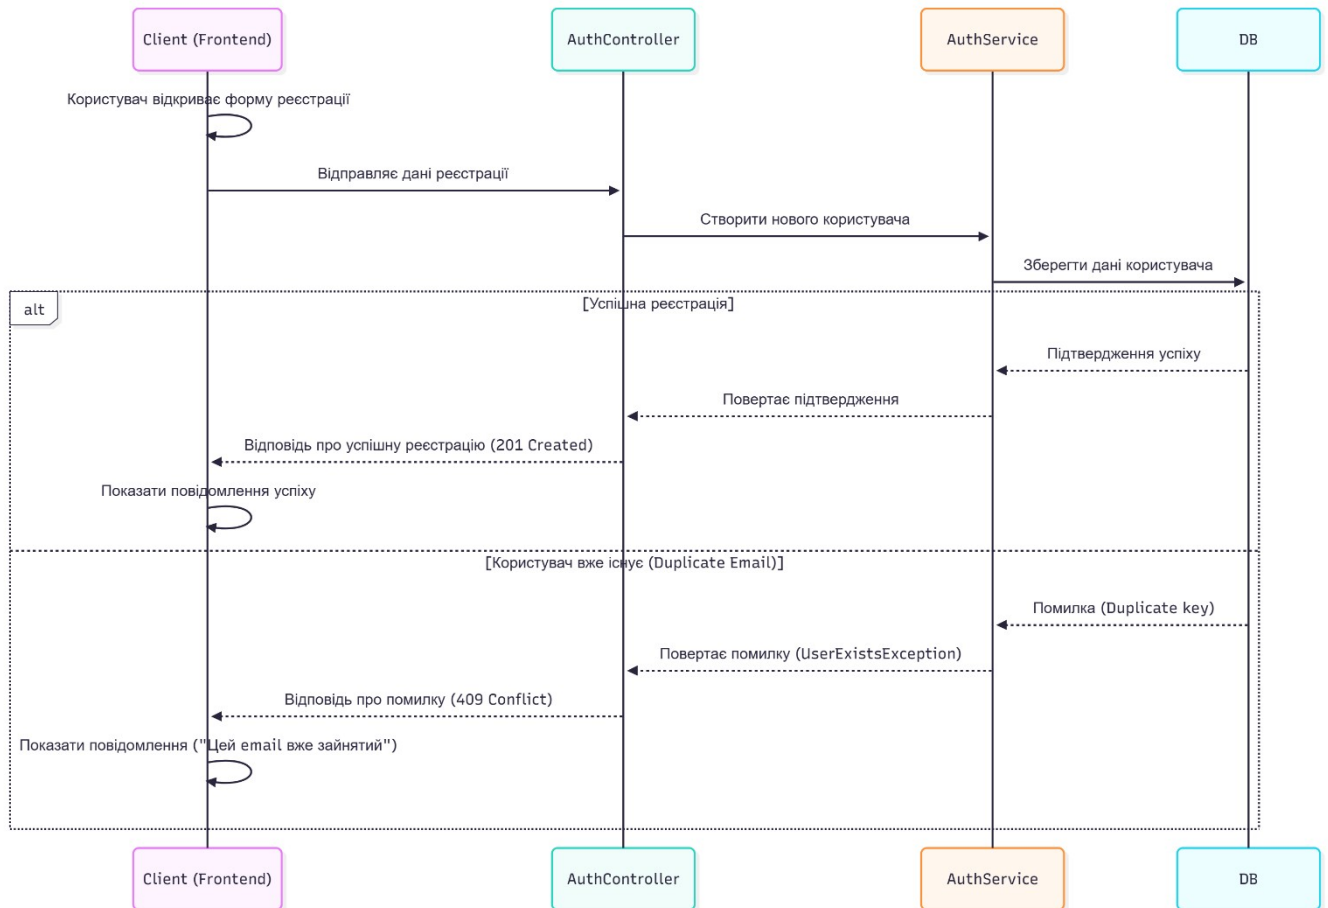 Client (Frontend)
AuthController
AuthService
DB
Користувач відкриває форму реєстрації
Відправляє дані реєстрації
Створити нового користувача
Зберегти дані користувача
alt
[Успішна реєстрація]
Підтвердження успіху
Повертає підтвердження
Відповідь про успішну реєстрацію (201 Created)
Показати повідомлення успіху
[Користувач вже існує (Duplicate Email)]
Помилка (Duplicate key)
Повертає помилку (UserExistsException)
Відповідь про помилку (409 Conflict)
Показати повідомлення ("Цей email вже зайнятий")
Client (Frontend)
AuthController
AuthService
DB